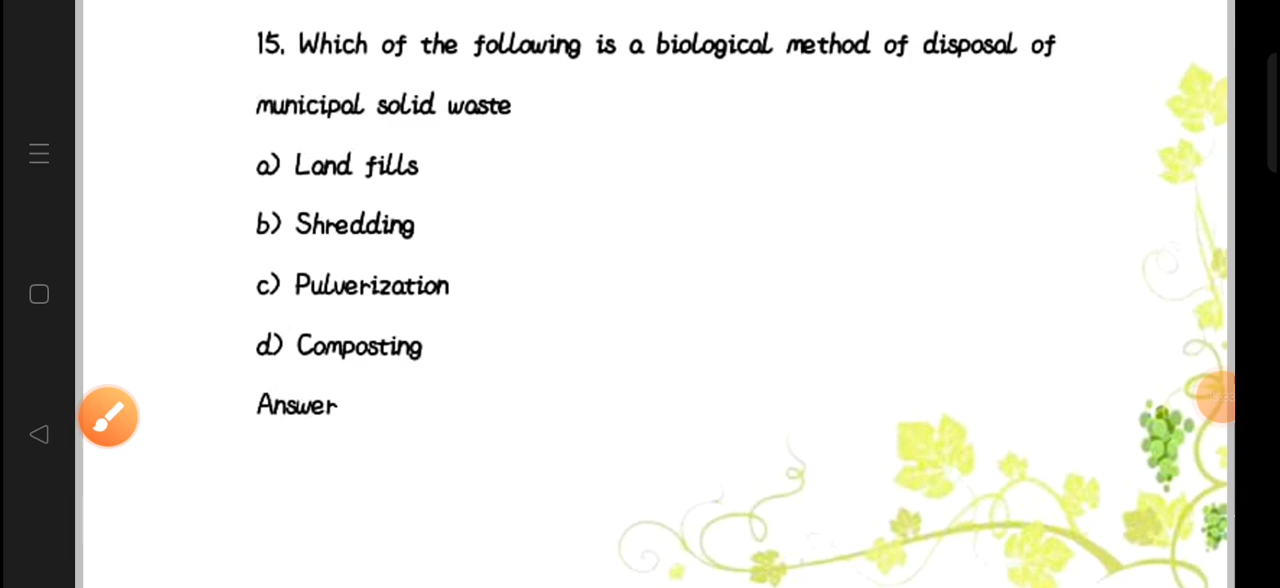 15. Which of the following is a biological method of disposal of
municipal solid waste
a) Land fills
b) Shredding
c) Pulverization
d) Composting
Answer